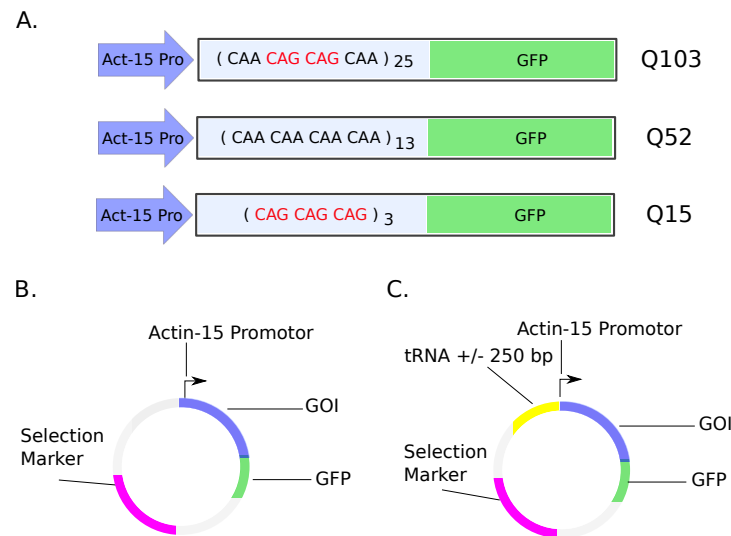 A.
Act-15 Pro ( CAA CAG CAG CAA ) 25 GFP Q103
Act-15 Pro ( CAA CAA CAA CAA ) 13 GFP Q52
Act-15 Pro ( CAG CAG CAG ) 3 GFP Q15
B.
Actin-15 Promotor
GOI
Selection
Marker
GFP
C.
Actin-15 Promotor
tRNA +/- 250 bp
GOI
Selection
Marker
GFP